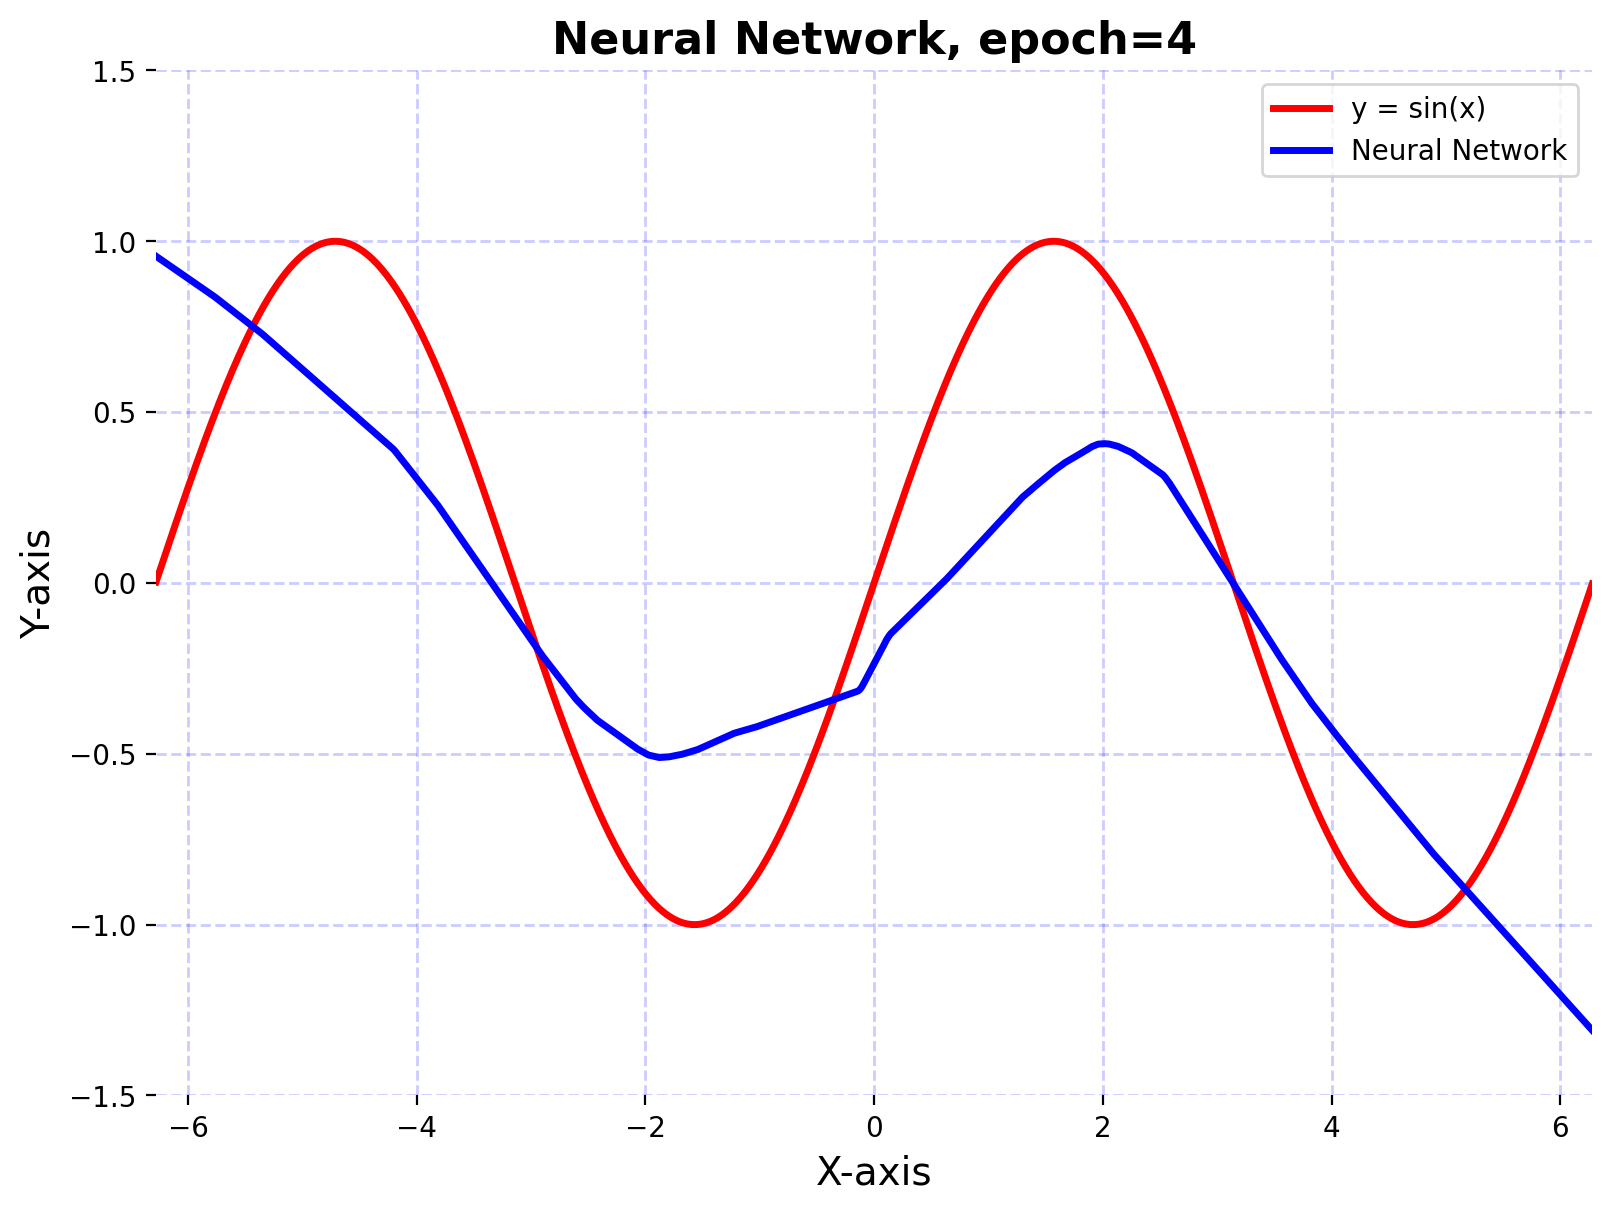 Neural Network, epoch=4
1.5
y = sin(x)
Neural Network
1.0
0.5
0.0
−0.5
−1.0
−1.5
Y-axis
−6 −4 −2 0 2 4 6
X-axis